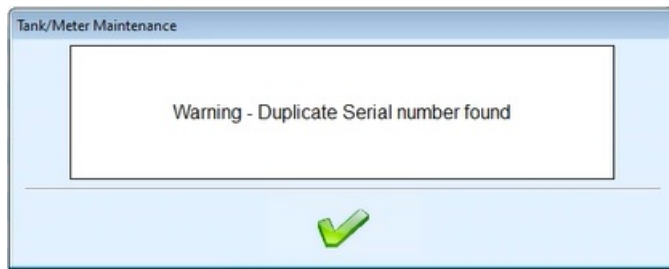 Tank/Meter Maintenance
Warning - Duplicate Serial number found